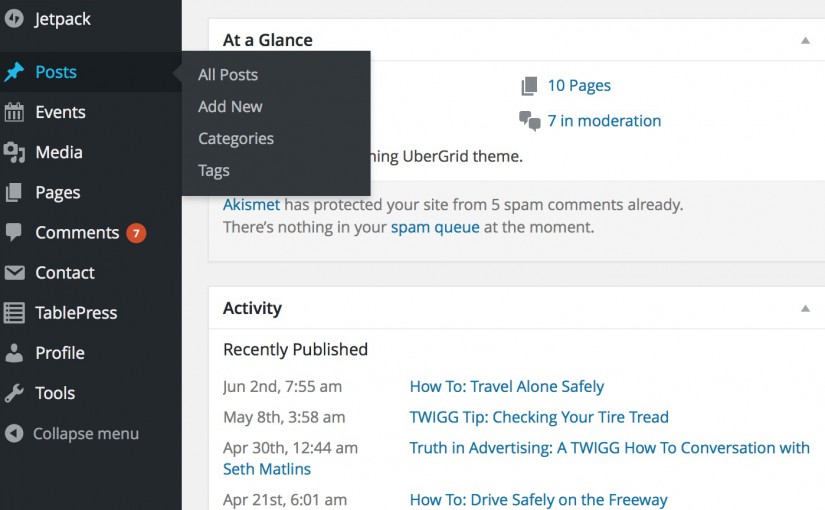 Jetpack
Posts
Events
Media
Pages
Comments 7
Contact
TablePress
Profile
Tools
Collapse menu
All Posts
Add New
Categories
Tags
At a Glance
10 Pages
7 in moderation
UberGrid theme.
Akismet has protected your site from 5 spam comments already.
There's nothing in your spam queue at the moment.
Activity
Recently Published
Jun 2nd, 7:55 am How To: Travel Alone Safely
May 8th, 3:58 am TWIGG Tip: Checking Your Tire Tread
Apr 30th, 12:44 am Truth in Advertising: A TWIGG How To Conversation with
Seth Matlins
Apr 21st, 6:01 am How To: Drive Safely on the Freeway